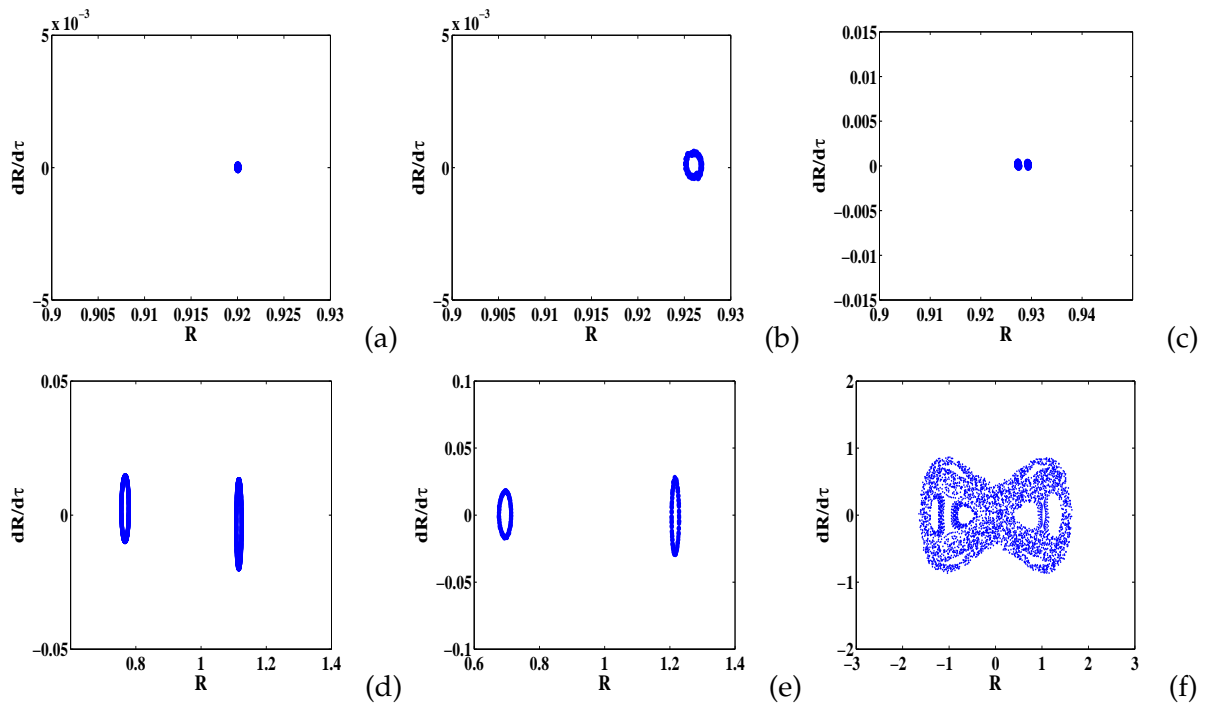 5 x 10⁻³
dR/dτ
0
−5
0.9 0.905 0.91 0.915 0.92 0.925 0.93
R
(a)
5 x 10⁻³
dR/dτ
0
−5
0.9 0.905 0.91 0.915 0.92 0.925 0.93
R
(b)
0.015
0.01
0.005
dR/dτ
0
−0.005
−0.01
−0.015
0.9 0.91 0.92 0.93 0.94
R
(c)
0.05
dR/dτ
0
−0.05
0.8 1 1.2 1.4
R
(d)
0.1
0.05
dR/dτ
0
−0.05
−0.1
0.6 0.8 1 1.2 1.4
R
(e)
2
1
dR/dτ
0
−1
−2
−3 −2 −1 0 1 2 3
R
(f)